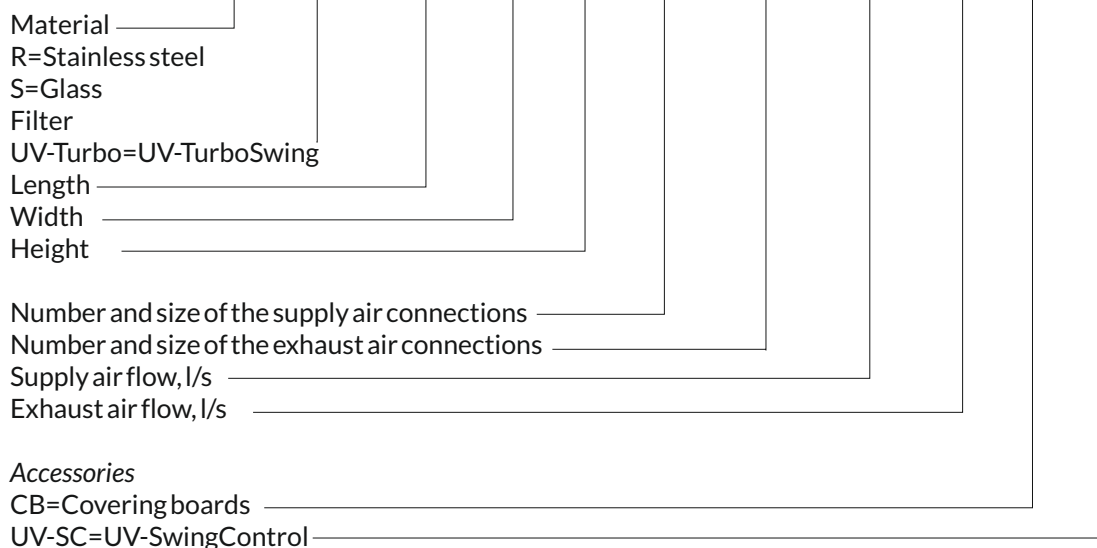 Material
R=Stainless steel
S=Glass
Filter
UV-Turbo=UV-TurboSwing
Length
Width
Height
Number and size of the supply air connections
Number and size of the exhaust air connections
Supply air flow, l/s
Exhaust air flow, l/s
Accessories
CB=Covering boards
UV-SC=UV-SwingControl